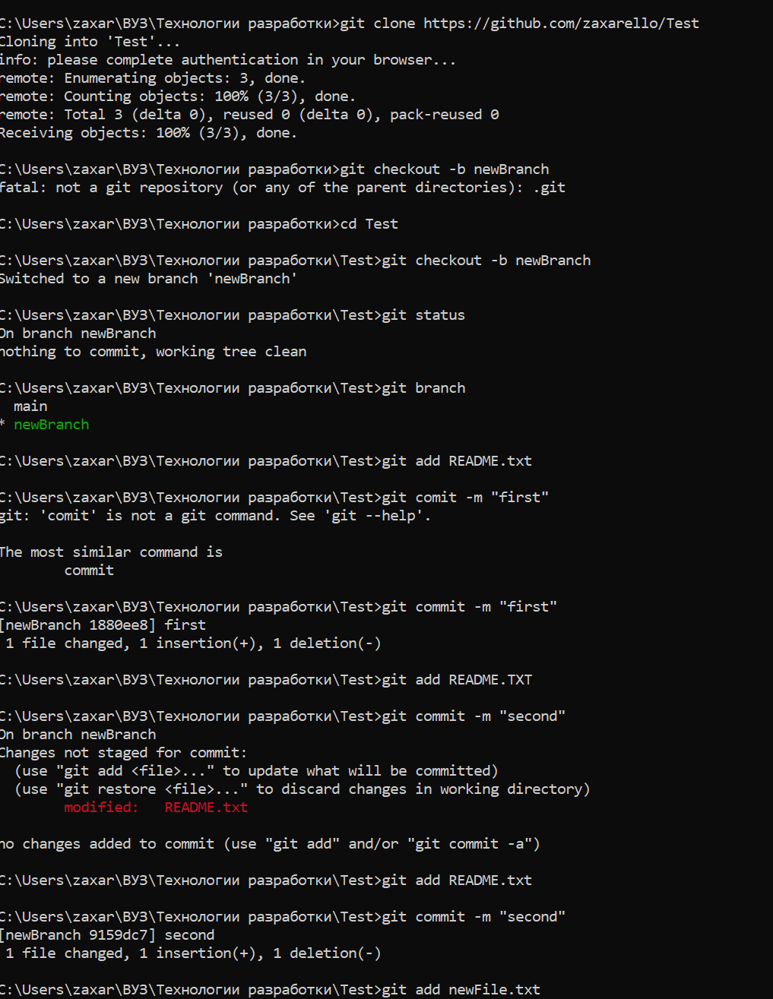 C:\Users\zaxar\ВУЗ\Технологии разработки>git clone https://github.com/zaxarello/Test
Cloning into 'Test'...
info: please complete authentication in your browser...
remote: Enumerating objects: 3, done.
remote: Counting objects: 100% (3/3), done.
remote: Total 3 (delta 0), reused 0 (delta 0), pack-reused 0
Receiving objects: 100% (3/3), done.
C:\Users\zaxar\ВУЗ\Технологии разработки>git checkout -b newBranch
fatal: not a git repository (or any of the parent directories): .git
C:\Users\zaxar\ВУЗ\Технологии разработки>cd Test
C:\Users\zaxar\ВУЗ\Технологии разработки\Test>git checkout -b newBranch
Switched to a new branch 'newBranch'
C:\Users\zaxar\ВУЗ\Технологии разработки\Test>git status
On branch newBranch
nothing to commit, working tree clean
C:\Users\zaxar\ВУЗ\Технологии разработки\Test>git branch
  main
* newBranch
C:\Users\zaxar\ВУЗ\Технологии разработки\Test>git add README.txt
C:\Users\zaxar\ВУЗ\Технологии разработки\Test>git comit -m "first"
git: 'comit' is not a git command. See 'git --help'.
The most similar command is
        commit
C:\Users\zaxar\ВУЗ\Технологии разработки\Test>git commit -m "first"
[newBranch 1880ee8] first
 1 file changed, 1 insertion(+), 1 deletion(-)
C:\Users\zaxar\ВУЗ\Технологии разработки\Test>git add README.TXT
C:\Users\zaxar\ВУЗ\Технологии разработки\Test>git commit -m "second"
On branch newBranch
Changes not staged for commit:
  (use "git add <file>..." to update what will be committed)
  (use "git restore <file>..." to discard changes in working directory)
        modified:   README.txt
no changes added to commit (use "git add" and/or "git commit -a")
C:\Users\zaxar\ВУЗ\Технологии разработки\Test>git add README.txt
C:\Users\zaxar\ВУЗ\Технологии разработки\Test>git commit -m "second"
[newBranch 9159dc7] second
 1 file changed, 1 insertion(+), 1 deletion(-)
C:\Users\zaxar\ВУЗ\Технологии разработки\Test>git add newFile.txt